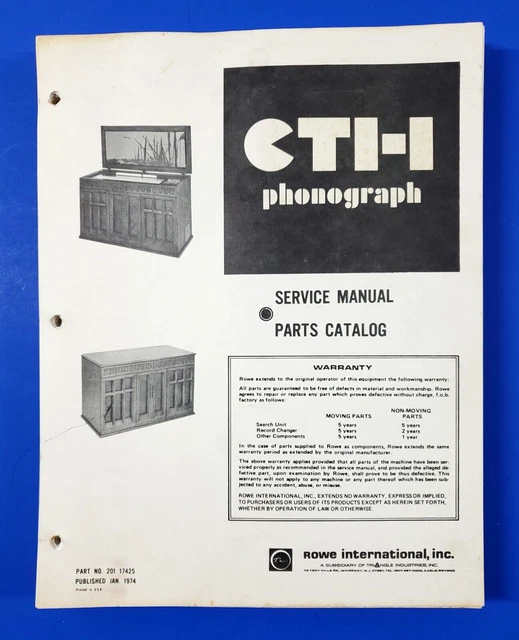 CTI-1
phonograph
SERVICE MANUAL
PARTS CATALOG
WARRANTY
Rowe extends to the original operator of this equipment the following warranty:
All parts are guaranteed to be free of defects in material and workmanship. Rowe
agrees to repair or replace any part which proves defective without charge, f.o.b.
factory as follows:
MOVING PARTS NON-MOVING PARTS
Search Unit 5 years 5 years
Record Changer 5 years 2 years
Other Components 5 years 1 year
In the case of parts supplied to Rowe as components, Rowe extends the same
warranty period as extended by the original manufacturer.
The above warranty applies provided that all parts of the machine have been ser-
viced properly as recommended in the service manual, and provided the alleged de-
fective part, upon examination by Rowe, shall prove to be thus defective. This
warranty will not apply to any machine or any part thereof which has been sub-
jected to any accident, abuse, or misuse.
ROWE INTERNATIONAL, INC., EXTENDS NO WARRANTY, EXPRESS OR IMPLIED,
TO PURCHASERS OR USERS OF ITS PRODUCTS EXCEPT AS HEREIN SET FORTH,
WHETHER BY OPERATION OF LAW OR OTHERWISE.
PART NO 201 17425
PUBLISHED JAN. 1974
Printed in U.S.A.
Rowe international, inc.
A SUBSIDIARY OF TRIANGLE INDUSTRIES, INC.
75 TROY HILLS RD., WHIPPANY, N.J.